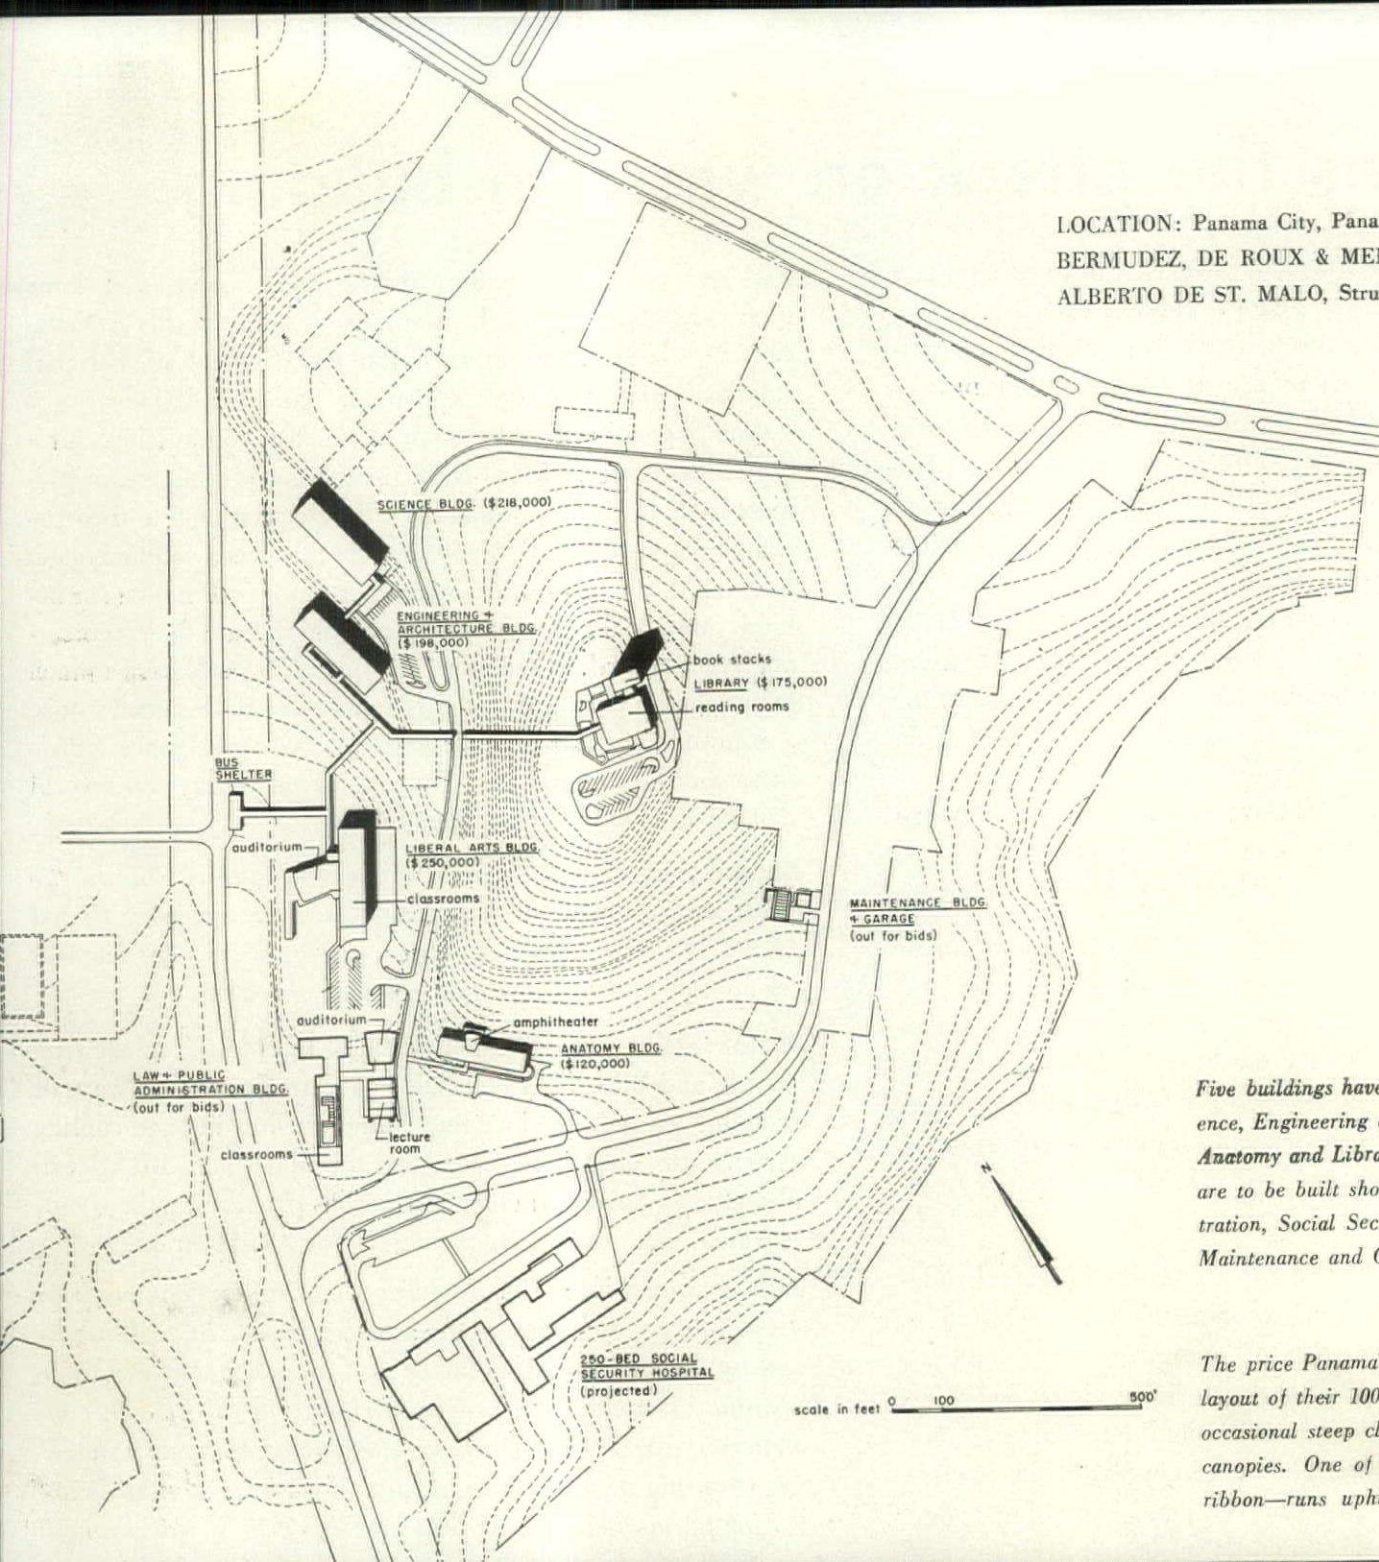 LOCATION: Panama City, Pana
BERMUDEZ, DE ROUX & MEN
ALBERTO DE ST. MALO, Stru
SCIENCE BLDG. ($218,000)
ENGINEERING +
ARCHITECTURE BLDG.
($198,000)
book stacks
LIBRARY ($175,000)
reading rooms
BUS
SHELTER
auditorium
LIBERAL ARTS BLDG.
($250,000)
classrooms
MAINTENANCE BLDG.
+ GARAGE
(out for bids)
auditorium
amphitheater
ANATOMY BLDG.
($120,000)
LAW + PUBLIC
ADMINISTRATION BLDG.
(out for bids)
lecture
room
classrooms
N
250-BED SOCIAL
SECURITY HOSPITAL
(projected)
scale in feet 0 100 500'
Five buildings have
ence, Engineering
Anatomy and Libra
are to be built sho
tration, Social Sec
Maintenance and
The price Panama
layout of their 100
occasional steep cl
canopies. One of
ribbon—runs uph